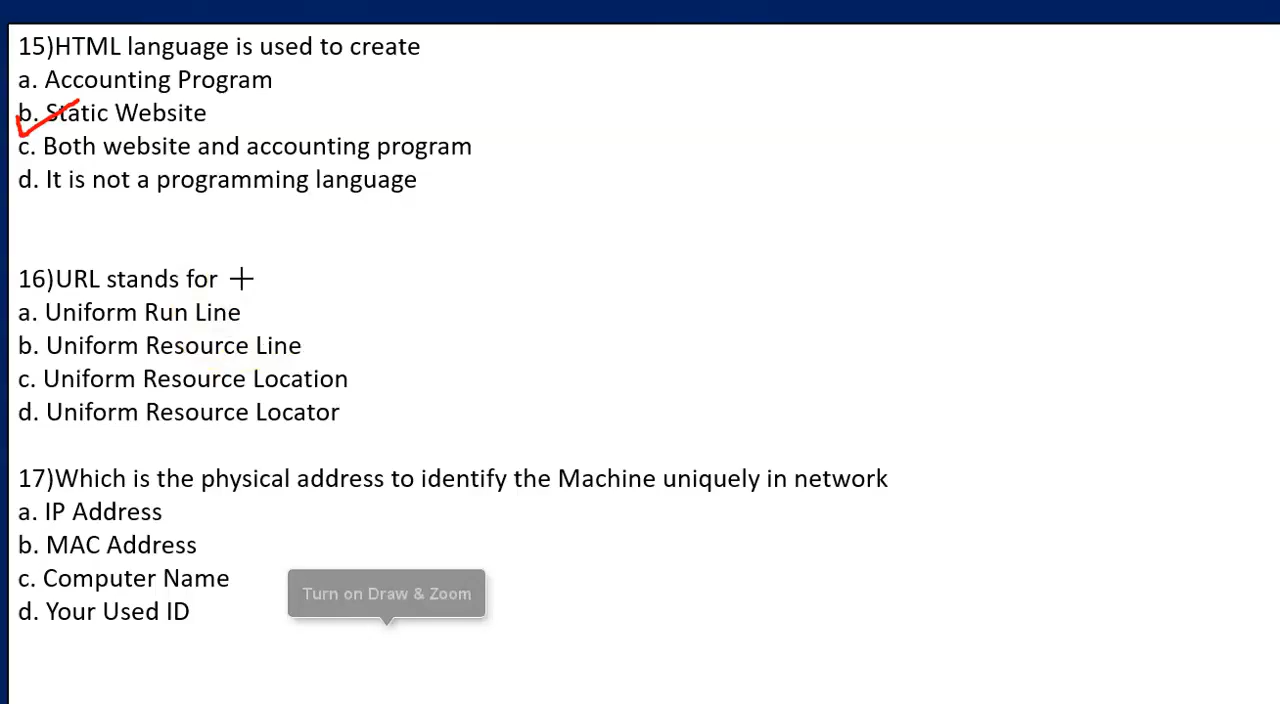 15)HTML language is used to create
a. Accounting Program
b. Static Website
c. Both website and accounting program
d. It is not a programming language
16)URL stands for
a. Uniform Run Line
b. Uniform Resource Line
c. Uniform Resource Location
d. Uniform Resource Locator
17)Which is the physical address to identify the Machine uniquely in network
a. IP Address
b. MAC Address
c. Computer Name
d. Your Used ID
Turn on Draw & Zoom